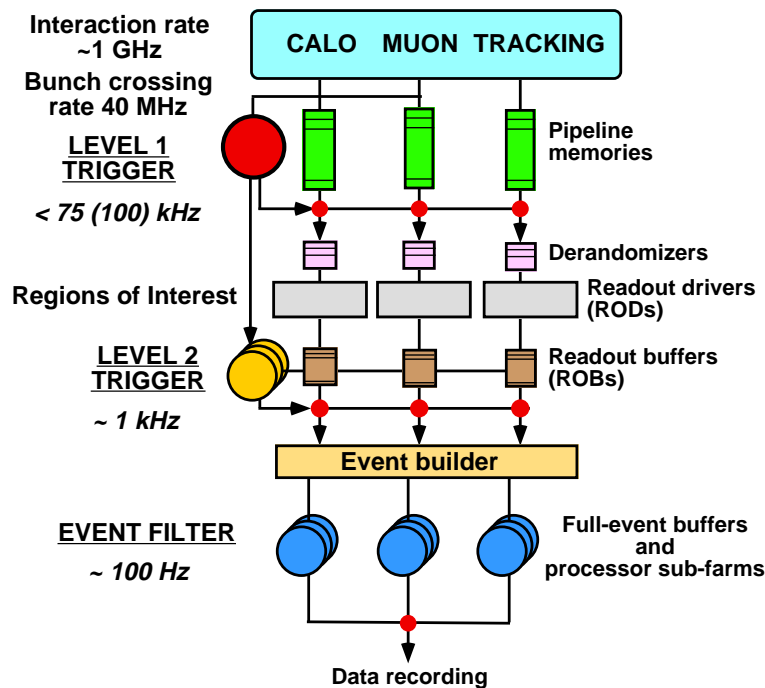 Interaction rate
~1 GHz
CALO MUON TRACKING
Bunch crossing
rate 40 MHz
LEVEL 1
TRIGGER
< 75 (100) kHz
Pipeline
memories
Derandomizers
Regions of Interest
Readout drivers
(RODs)
LEVEL 2
TRIGGER
~ 1 kHz
Readout buffers
(ROBs)
Event builder
EVENT FILTER
~ 100 Hz
Full-event buffers
and
processor sub-farms
Data recording